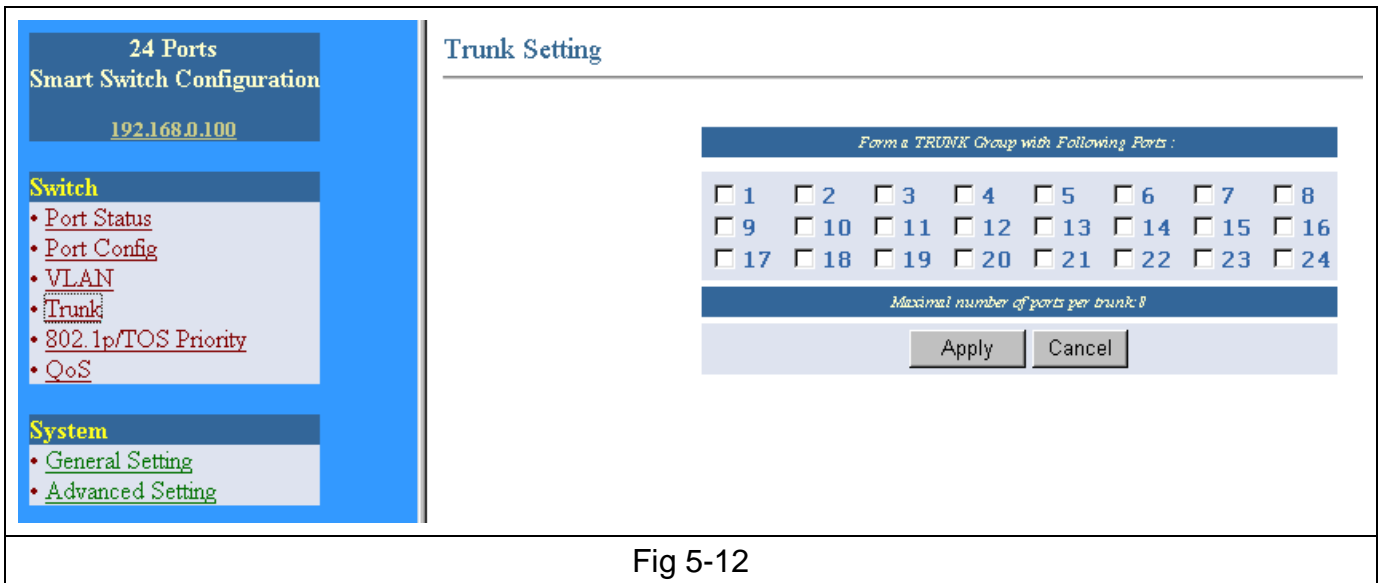 24 Ports
Smart Switch Configuration
192.168.0.100
Switch
• Port Status
• Port Config
• VLAN
• Trunk
• 802.1p/TOS Priority
• QoS
System
• General Setting
• Advanced Setting
Trunk Setting
Form a TRUNK Group with Following Ports :
1 2 3 4 5 6 7 8
9 10 11 12 13 14 15 16
17 18 19 20 21 22 23 24
Maximal number of ports per trunk: 8
Apply Cancel
Fig 5-12